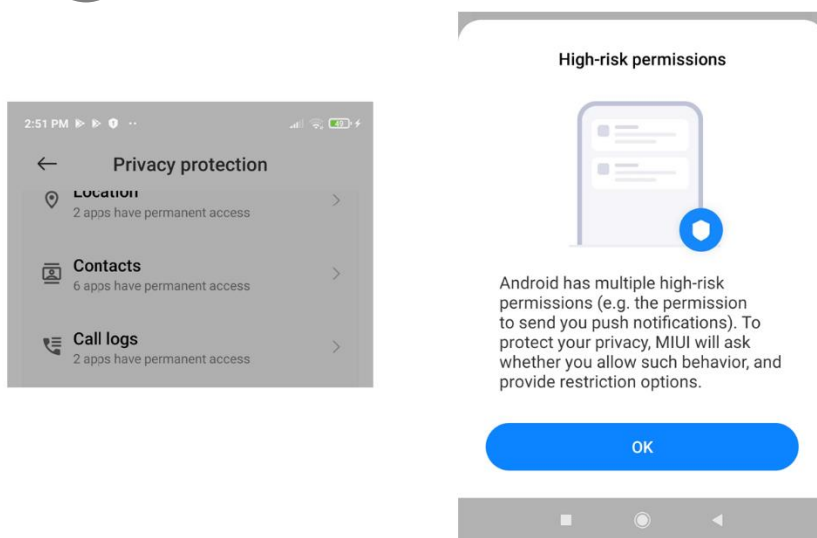 2:51 PM
49
Privacy protection
Location
2 apps have permanent access
Contacts
6 apps have permanent access
Call logs
2 apps have permanent access
High-risk permissions
Android has multiple high-risk
permissions (e.g. the permission
to send you push notifications). To
protect your privacy, MIUI will ask
whether you allow such behavior, and
provide restriction options.
OK